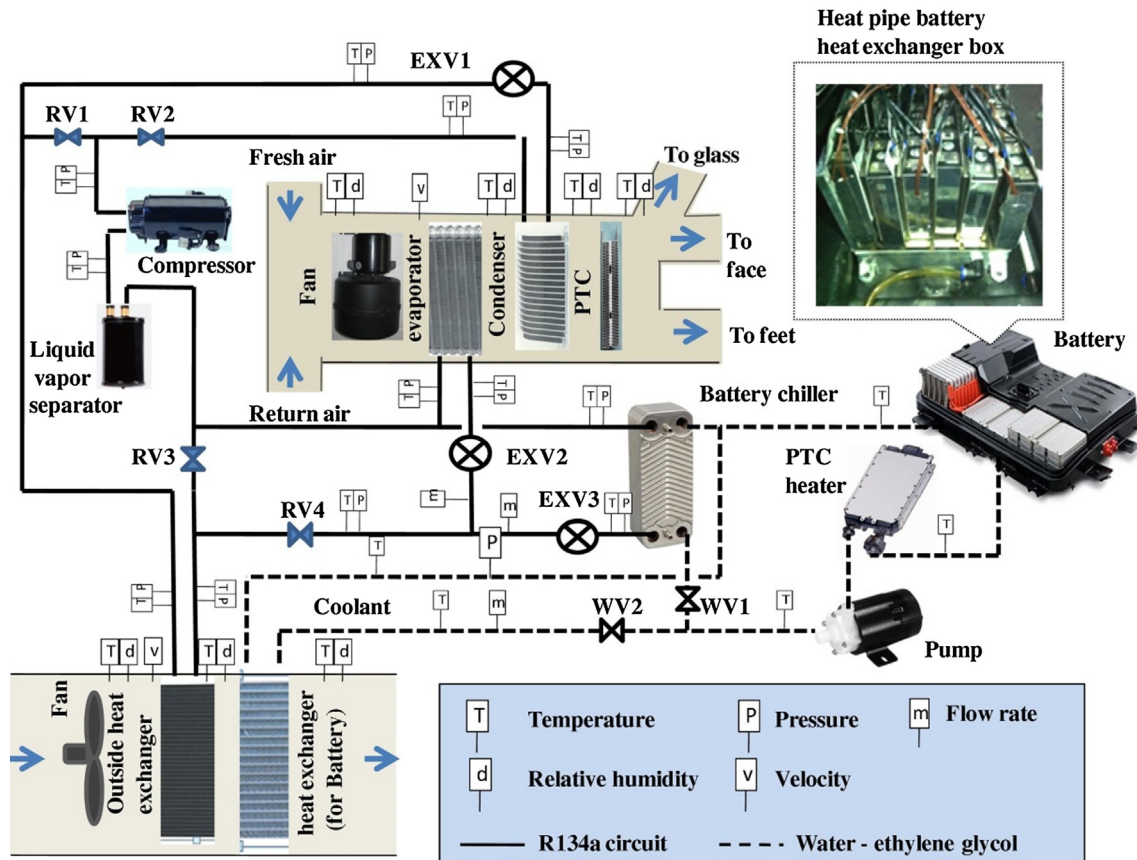 Heat pipe battery
heat exchanger box
EXV1
T P
RV1
RV2
T P
T P
T P
Fresh air
To glass
T d
v
T d
T d
T d
Compressor
T P
Fan
evaporator
Condenser
PTC
To
face
To feet
Liquid
vapor
separator
Return air
T P
T P
T P
Battery chiller
T
Battery
RV3
EXV2
PTC
heater
m
EXV3
RV4
T P
m
T P
T
T
P
T P
T P
Coolant
T
m
WV2
WV1
T
Pump
T d
v
T d
T d
Fan
Outside heat
exchanger
heat exchanger
(for Battery)
T Temperature
P Pressure
m Flow rate
d Relative humidity
v Velocity
R134a circuit
Water - ethylene glycol